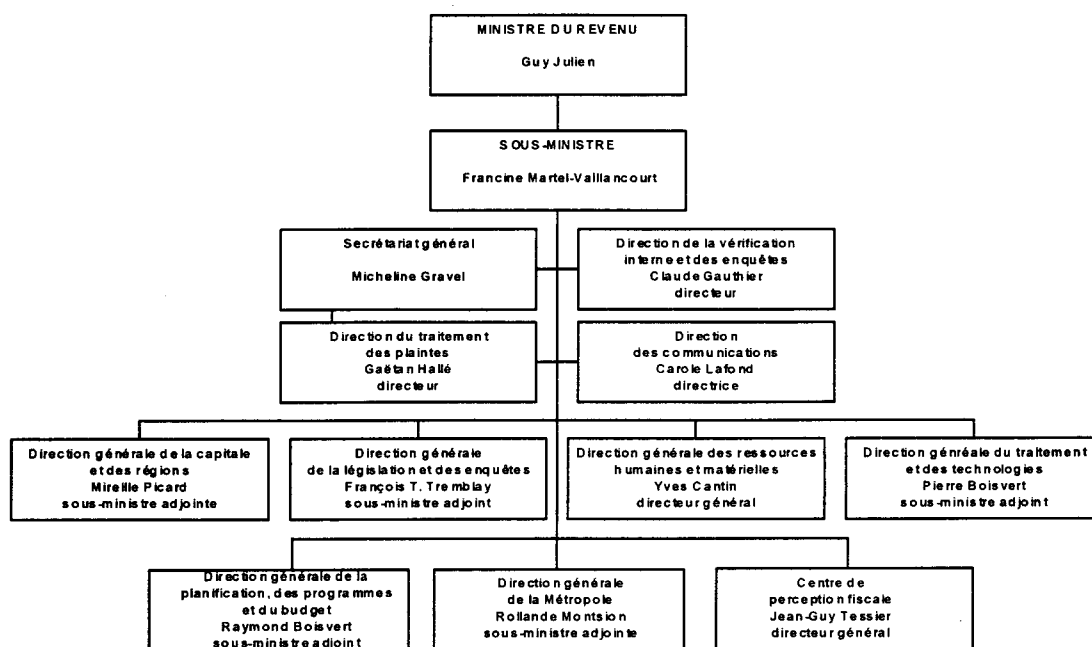 MINISTRE DU REVENU
Guy Julien
SOUS-MINISTRE
Francine Martel-Vaillancourt
Secrétariat général
Micheline Gravel
Direction de la vérification
interne et des enquêtes
Claude Gauthier
directeur
Direction du traitement
des plaintes
Gaëtan Hallé
directeur
Direction
des communications
Carole Lafond
directrice
Direction générale de la capitale
et des régions
Mireille Picard
sous-ministre adjointe
Direction générale
de la législation et des enquêtes
François T. Tremblay
sous-ministre adjoint
Direction générale des ressources
humaines et matérielles
Yves Cantin
directeur général
Direction génréale du traitement
et des technologies
Pierre Boisvert
sous-ministre adjoint
Direction générale de la
planification, des programmes
et du budget
Raymond Boisvert
sous-ministre adjoint
Direction générale
de la Métropole
Rollande Montsion
sous-ministre adjointe
Centre de
perception fiscale
Jean-Guy Tessier
directeur général